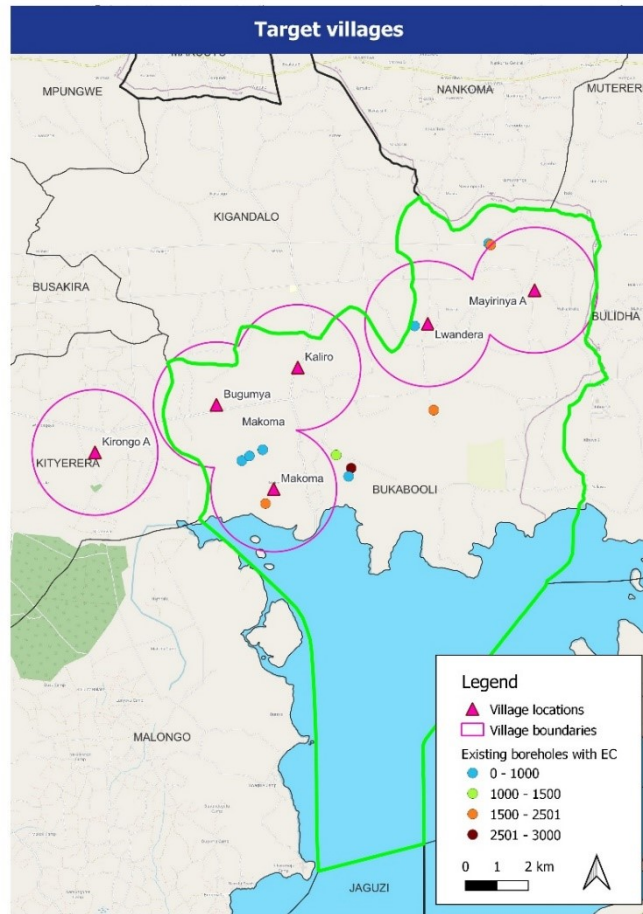 Target villages
MPUNGWE
NANKOMA
MUTERERE
KIGANDALO
BUSAKIRA
Mayirinya A
BULIDHA
Lwandera
Kaliro
Bugumya
Makoma
Kirongo A
KITYERERA
Makoma
BUKABOOLI
MALONGO
JAGUZI
Legend
Village locations
Village boundaries
Existing boreholes with EC
0 - 1000
1000 - 1500
1500 - 2501
2501 - 3000
0 1 2 km